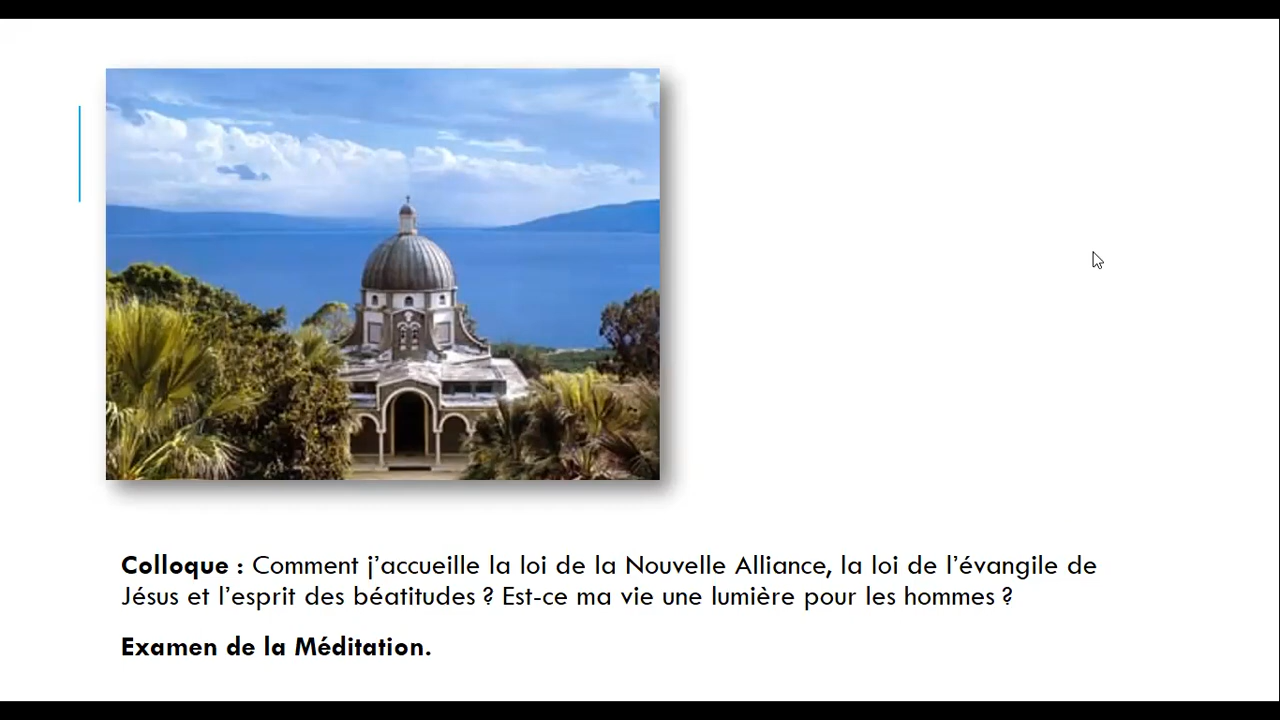 Colloque : Comment j’accueille la loi de la Nouvelle Alliance, la loi de l’évangile de
Jésus et l’esprit des béatitudes ? Est-ce ma vie une lumière pour les hommes ?
Examen de la Méditation.